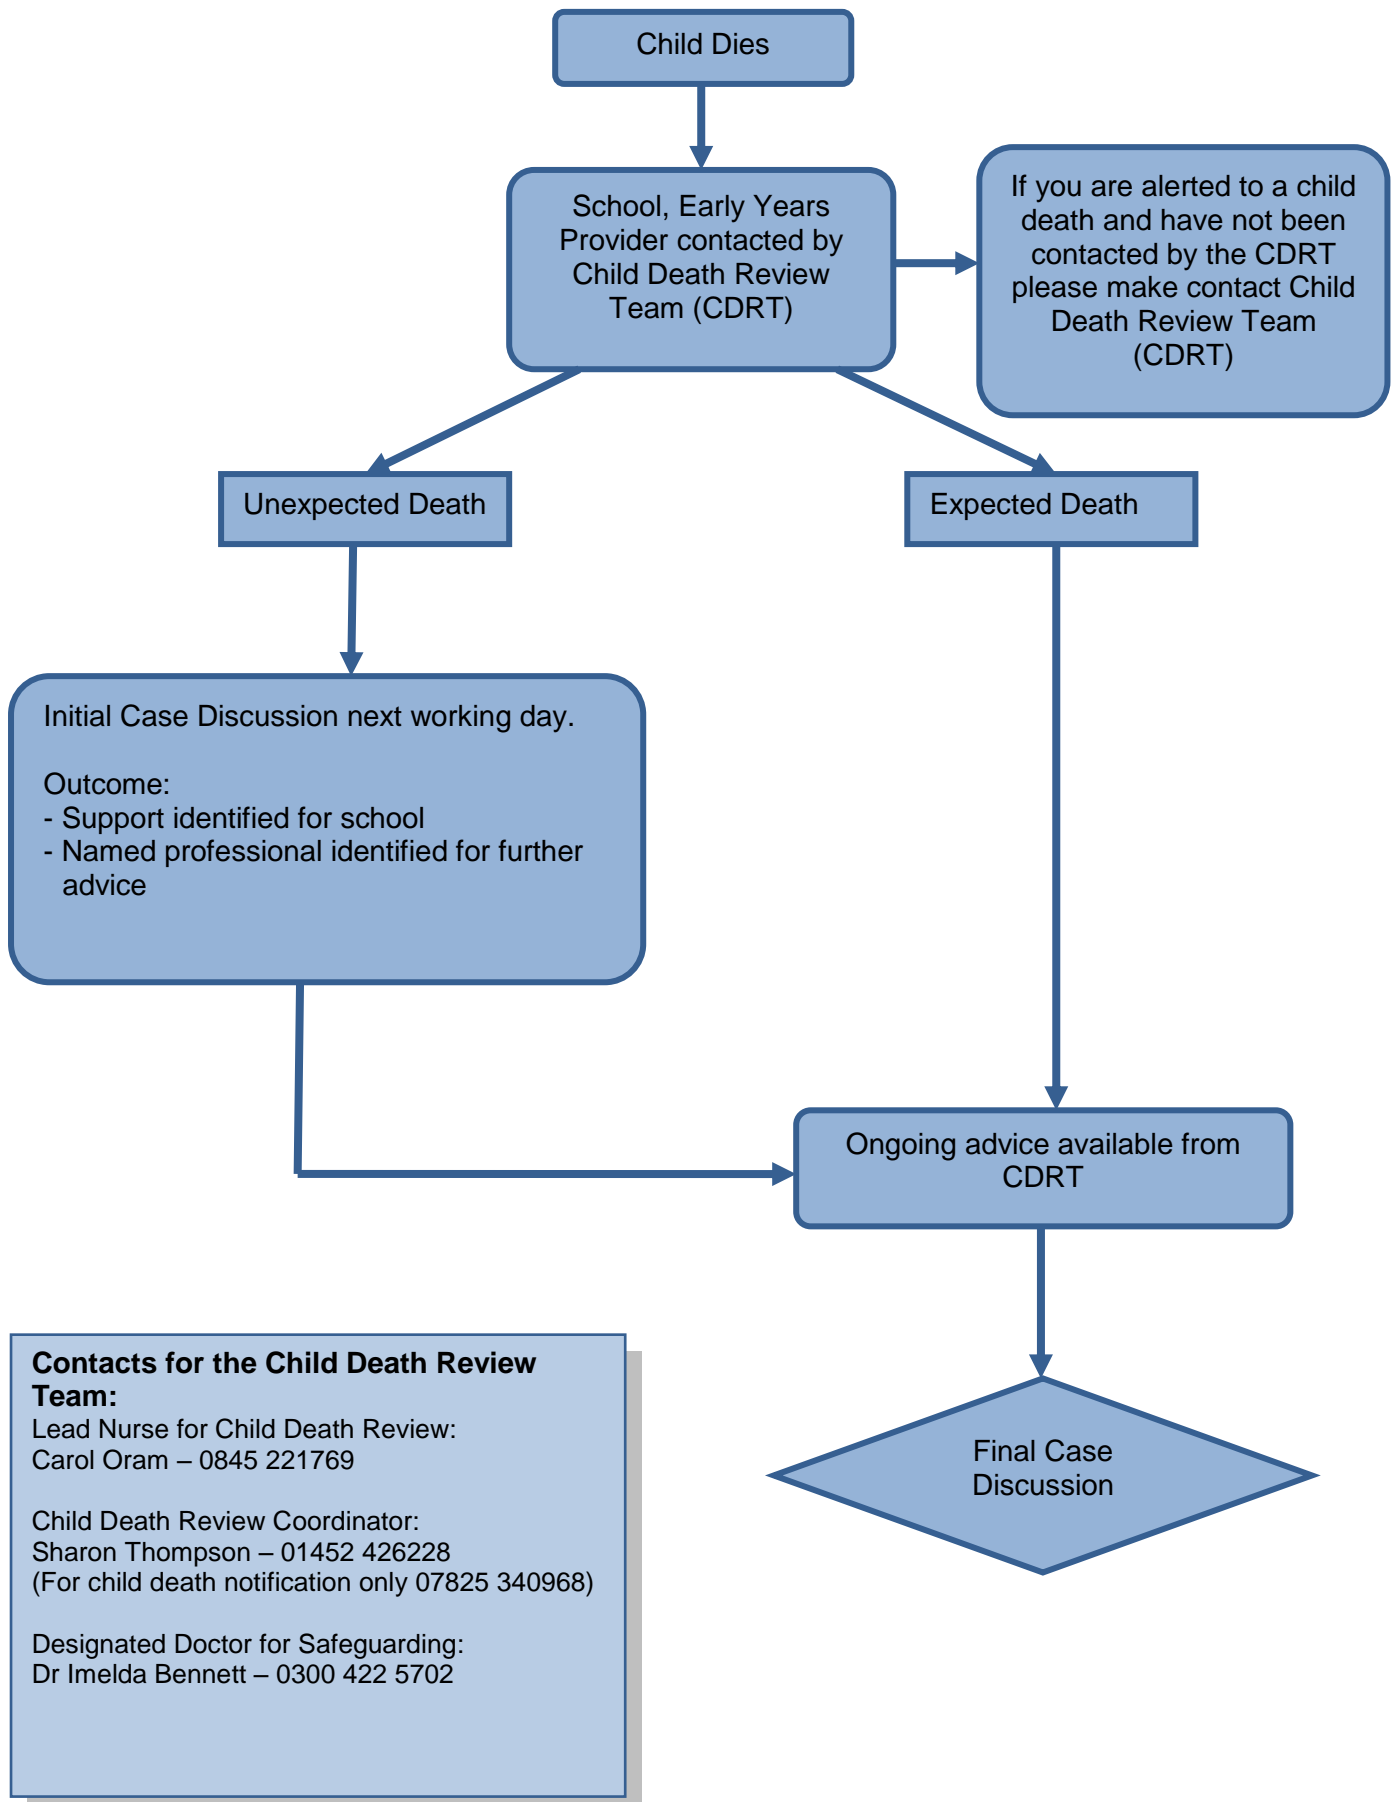 Child Dies
School, Early Years
Provider contacted by
Child Death Review
Team (CDRT)
If you are alerted to a child
death and have not been
contacted by the CDRT
please make contact Child
Death Review Team
(CDRT)
Unexpected Death
Expected Death
Initial Case Discussion next working day.
Outcome:
- Support identified for school
- Named professional identified for further
advice
Ongoing advice available from
CDRT
Final Case
Discussion
Contacts for the Child Death Review
Team:
Lead Nurse for Child Death Review:
Carol Oram – 0845 221769
Child Death Review Coordinator:
Sharon Thompson – 01452 426228
(For child death notification only 07825 340968)
Designated Doctor for Safeguarding:
Dr Imelda Bennett – 0300 422 5702